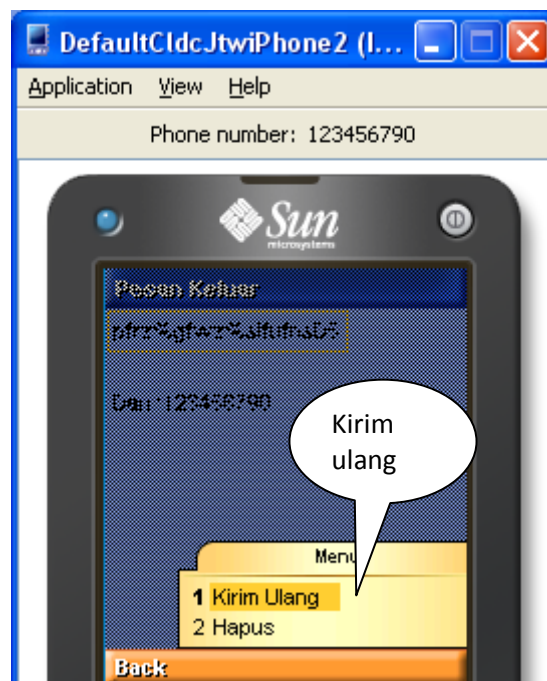 DefaultCldcJtwiPhone2 (I...
Application View Help
Phone number: 123456790
Sun
microsystems
Pesan Keluar
Dari:123456790
Kirim
ulang
Menu
1 Kirim Ulang
2 Hapus
Back